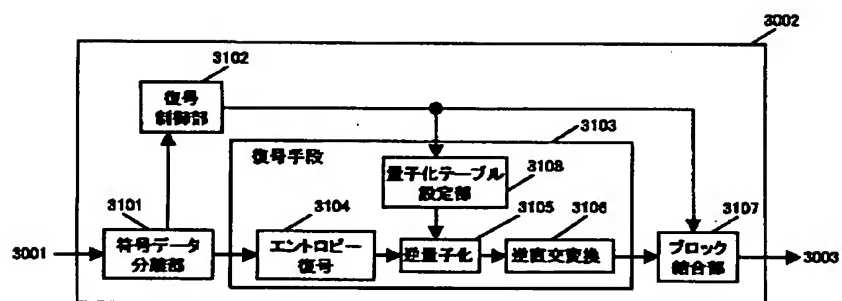 3002
3102
復号
制御部
3103
復号手段
量子化テーブル
設定部
3108
3101
3104
3105
3106
3107
3001
符号データ
分離部
エントロピー
復号
逆量子化
逆直交変換
ブロック
結合部
3003